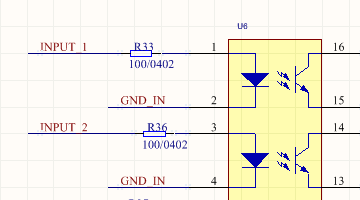 U6
INPUT_1 R33 1 16
100/0402
GND_IN 2 15
INPUT_2 R36 3 14
100/0402
GND_IN 4 13